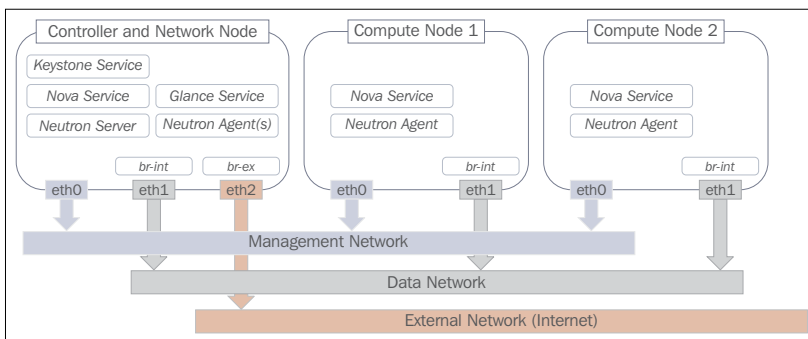 Controller and Network Node
Compute Node 1
Compute Node 2
Keystone Service
Nova Service
Glance Service
Nova Service
Nova Service
Neutron Server
Neutron Agent(s)
Neutron Agent
Neutron Agent
br-int
br-ex
br-int
br-int
eth0
eth1
eth2
eth0
eth1
eth0
eth1
Management Network
Data Network
External Network (Internet)